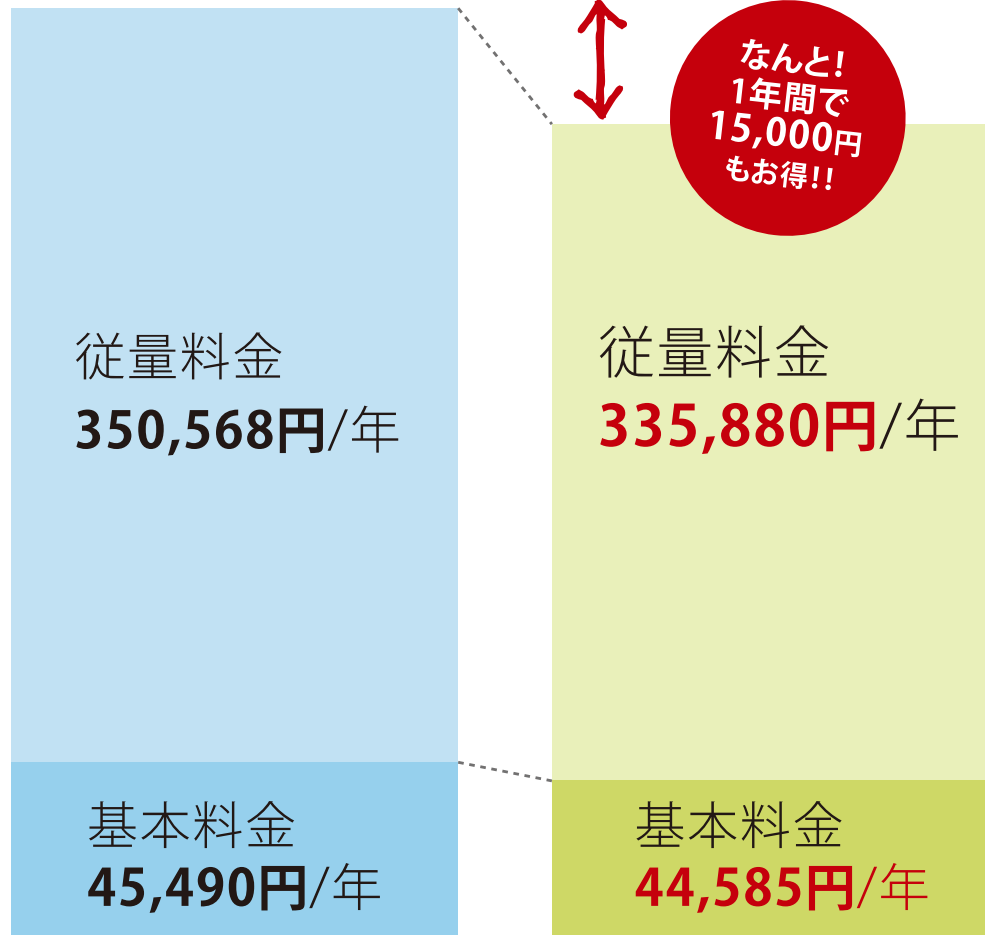 なんと!
1年間で
15,000円
もお得!!
従量料金
350,568円/年
従量料金
335,880円/年
基本料金
45,490円/年
基本料金
44,585円/年